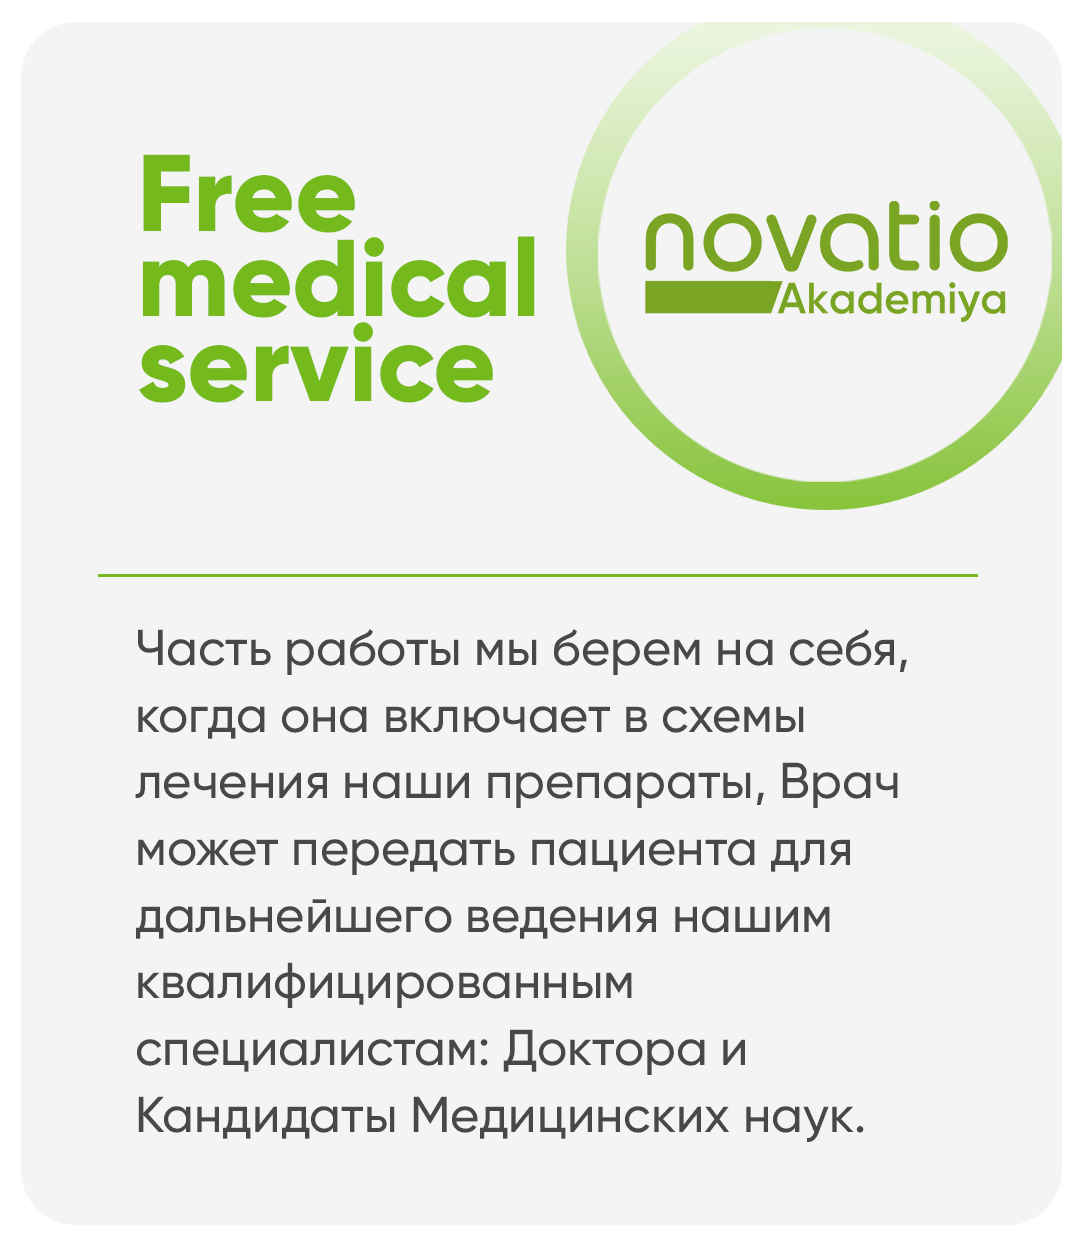 Free
medical
service
novatio
Akademiya
Часть работы мы берем на себя,
когда она включает в схемы
лечения наши препараты, Врач
может передать пациента для
дальнейшего ведения нашим
квалифицированным
специалистам: Доктора и
Кандидаты Медицинских наук.